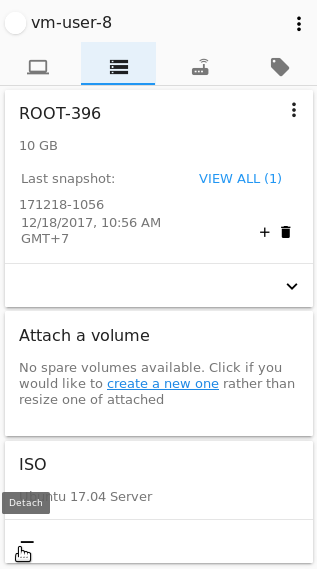 vm-user-8
ROOT-396
10 GB
Last snapshot: VIEW ALL (1)
171218-1056
12/18/2017, 10:56 AM
GMT+7
Attach a volume
No spare volumes available. Click if you
would like to create a new one rather than
resize one of attached
ISO
Detach
17.04 Server